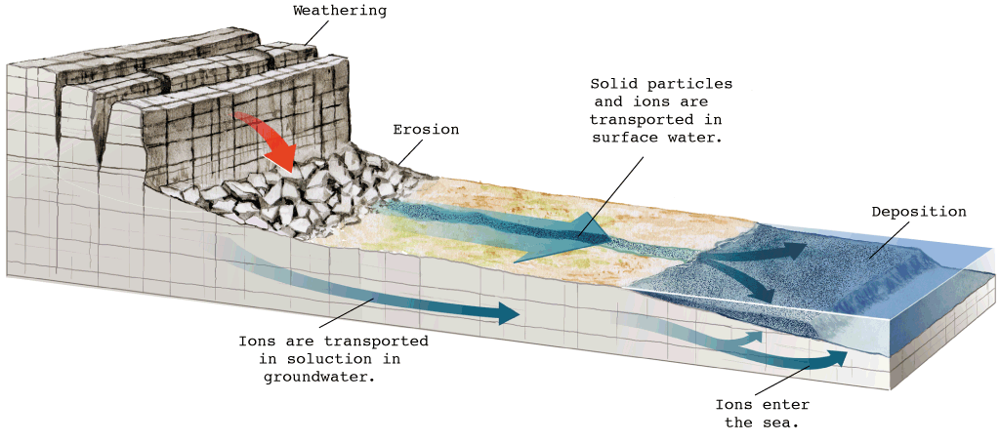 Weathering
Solid particles
and ions are
transported in
surface water.
Erosion
Deposition
Ions are transported
in soluction in
groundwater.
Ions enter
the sea.